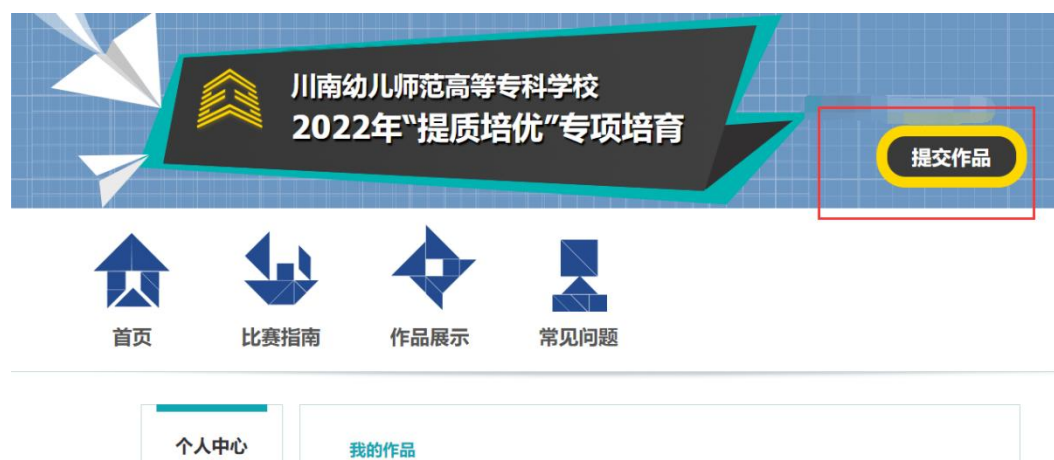 川南幼儿师范高等专科学校
2022年“提质培优”专项培育
提交作品
首页
比赛指南
作品展示
常见问题
个人中心
我的作品